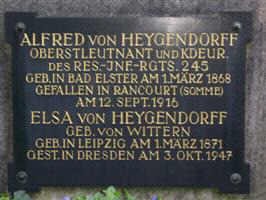 ALFRED VON HEYGENDORFF
OBERSTLEUTNANT UND KDEUR.
DES RES.-JNF-RGTS. 245
GEB. IN BAD ELSTER AM 1. MÄRZ 1868
GEFALLEN IN RANCOURT (SOMME)
AM 12. SEPT. 1916
ELSA VON HEYGENDORFF
GEB. VON WITTERN
GEB. IN LEIPZIG AM 1. MÄRZ 1871
GEST. IN DRESDEN AM 3. OKT. 1947